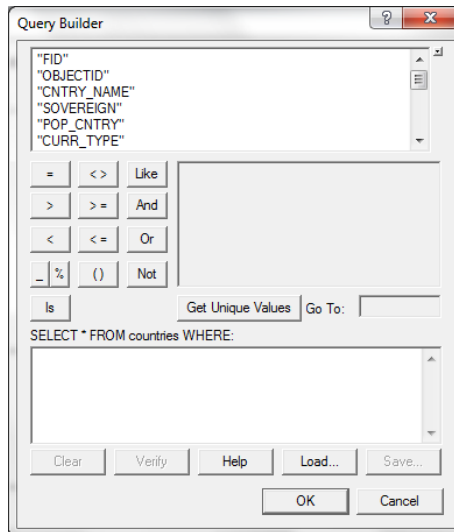 Query Builder
"FID"
"OBJECTID"
"CNTRY_NAME"
"SOVEREIGN"
"POP_CNTRY"
"CURR_TYPE"
= < > Like
> > = And
< < = Or
_ % ( ) Not
Is Get Unique Values Go To:
SELECT * FROM countries WHERE:
Clear Verify Help Load... Save...
OK Cancel